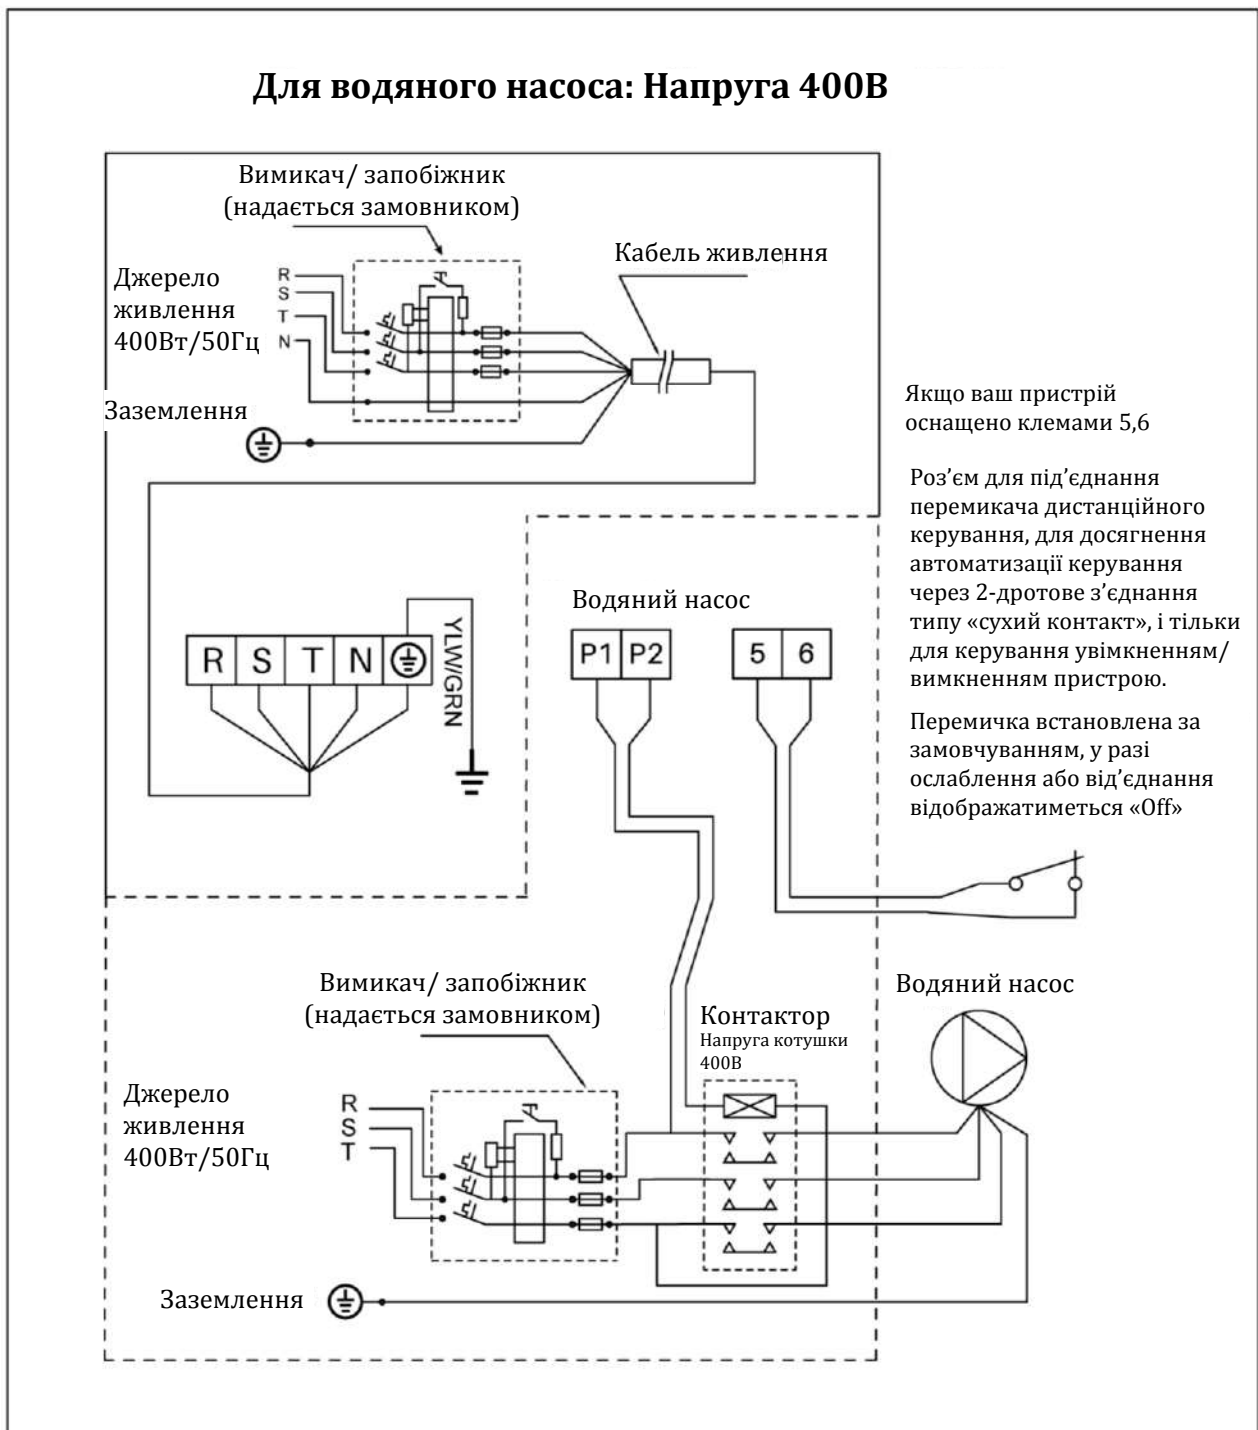 Для водяного насоса: Напруга 400В
Вимикач/ запобіжник
(надається замовником)
Кабель живлення
Джерело
живлення
400Вт/50Гц
R
S
T
N
Заземлення
Якщо ваш пристрій
оснащено клемами 5,6
Роз’єм для під’єднання
перемикача дистанційного
керування, для досягнення
автоматизації керування
через 2-дротове з’єднання
типу «сухий контакт», і тільки
для керування увімкненням/
вимкненням пристрою.
Перемичка встановлена за
замовчуванням, у разі
ослаблення або від’єднання
відображатиметься «Off»
R S T N
YLW/GRN
Водяний насос
P1 P2
5 6
Вимикач/ запобіжник
(надається замовником)
Контактор
Напруга котушки
400В
Водяний насос
Джерело
живлення
400Вт/50Гц
R
S
T
Заземлення